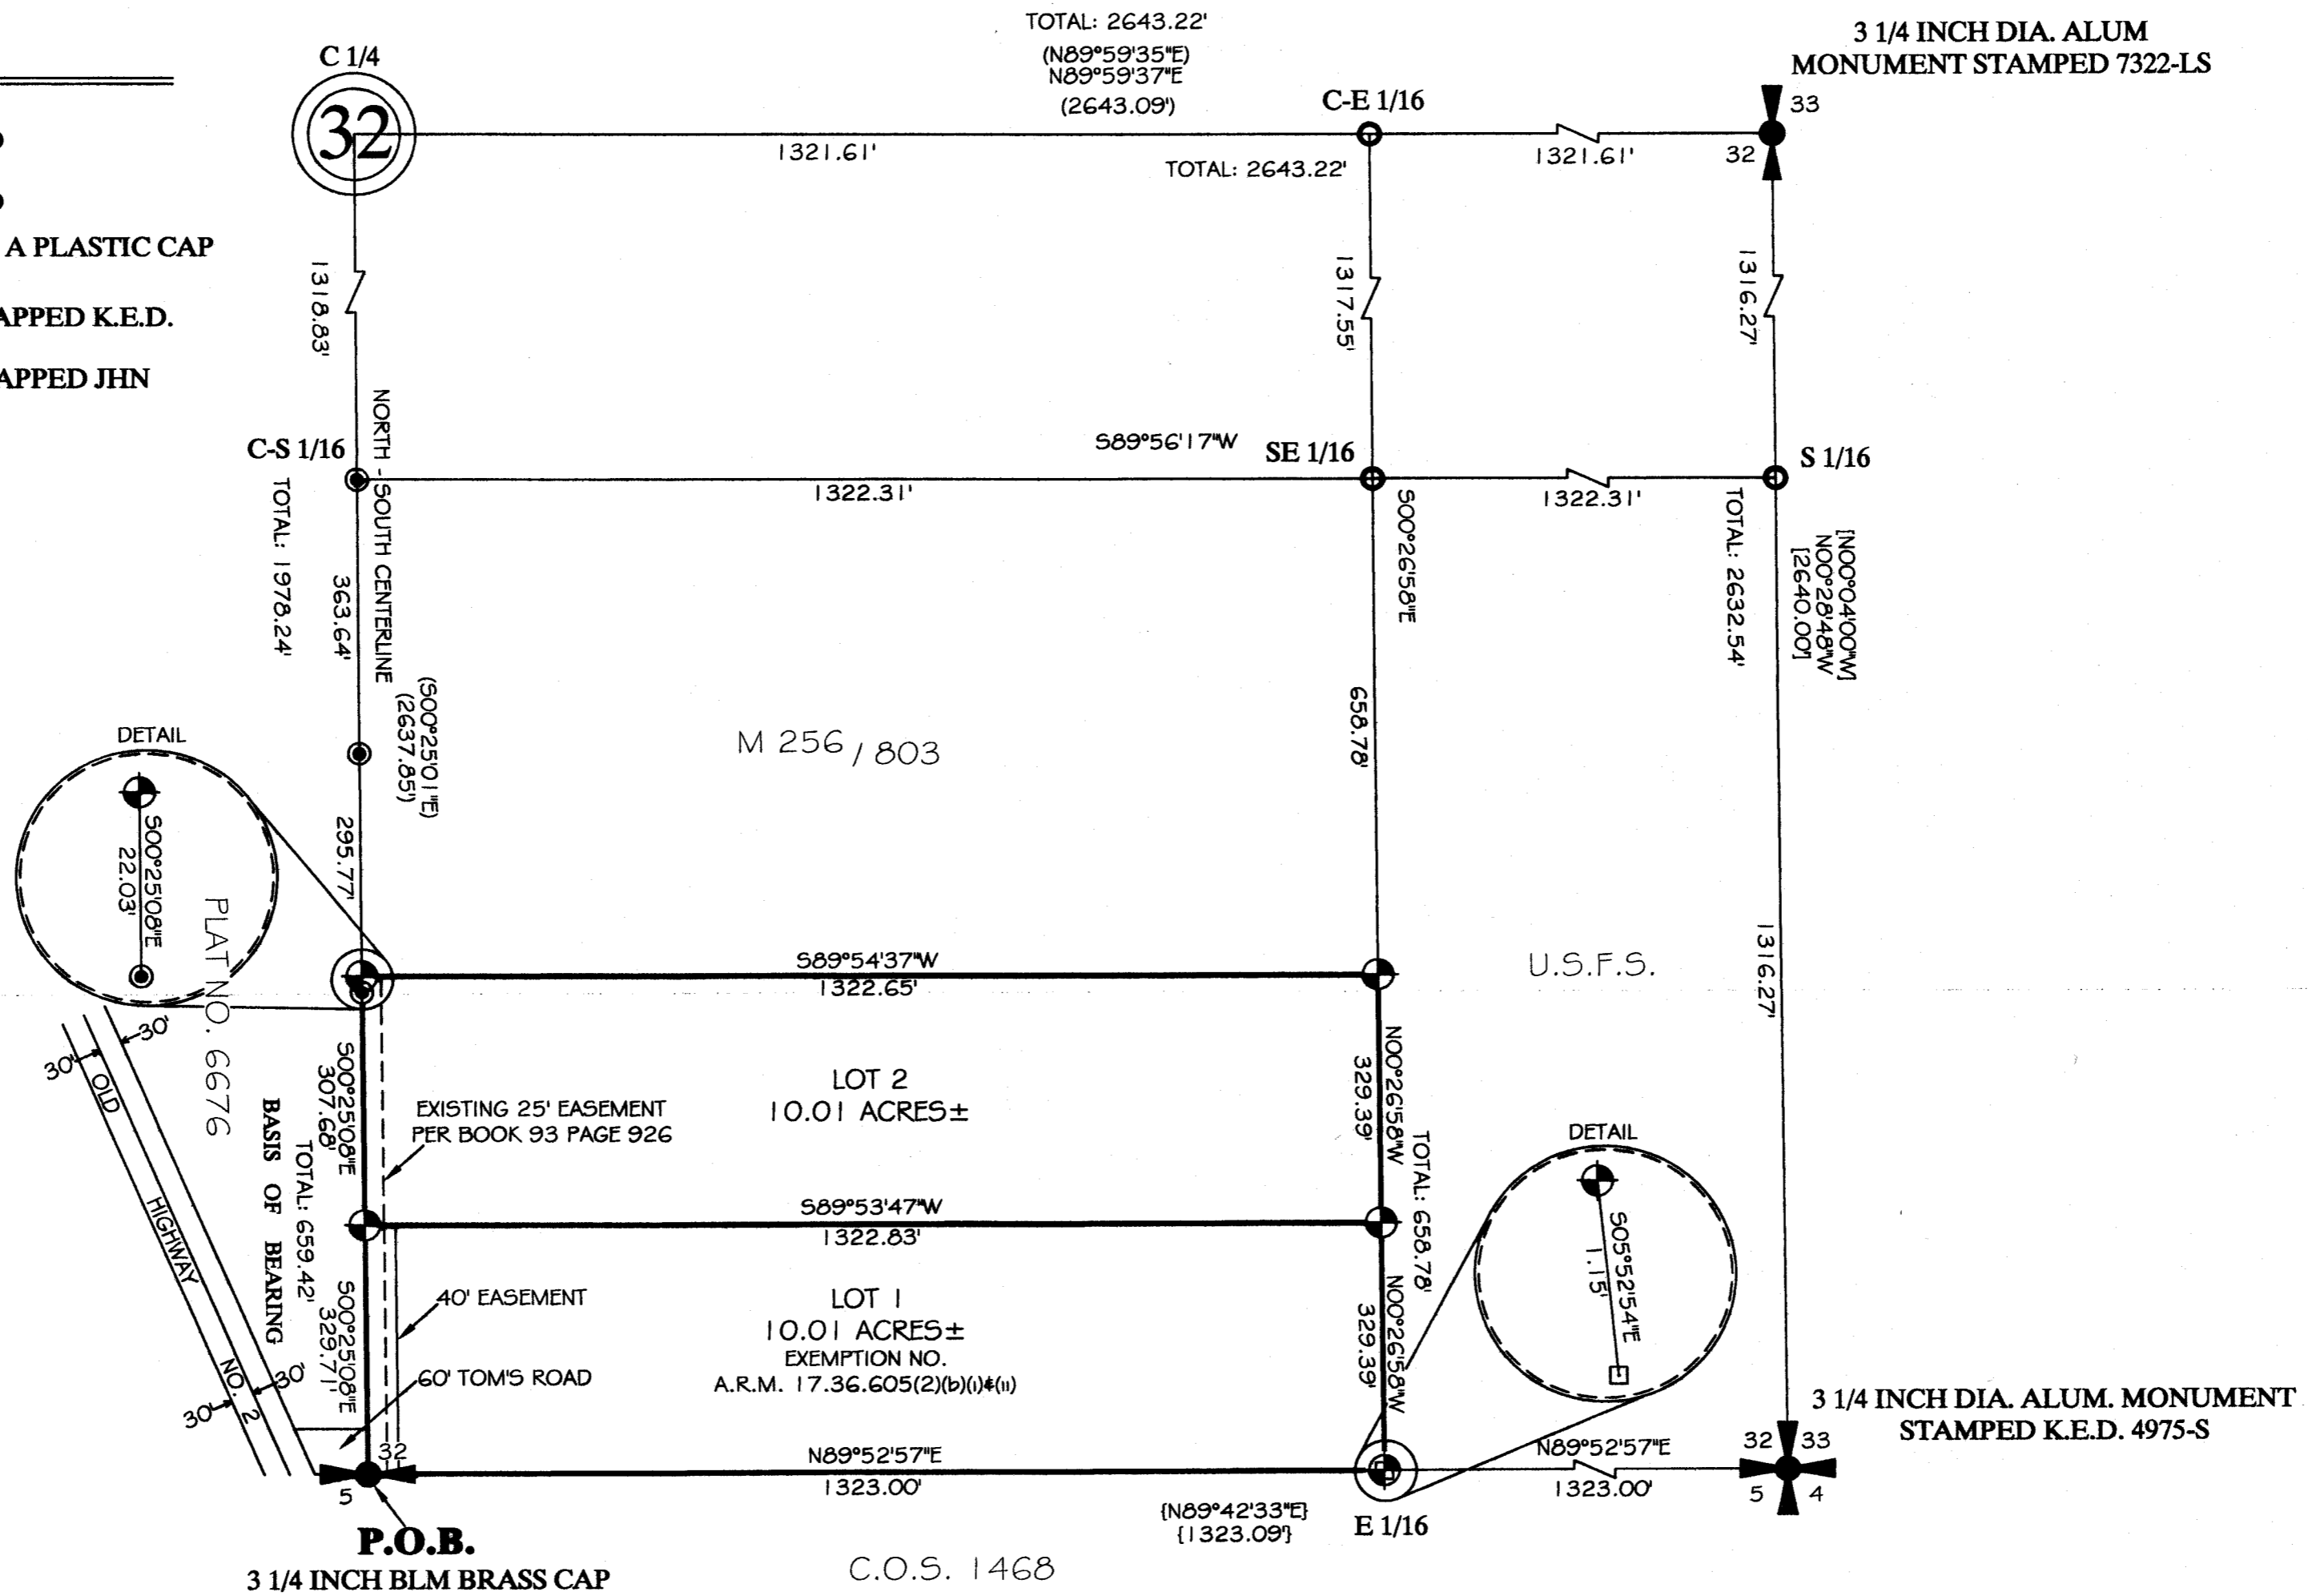 TOTAL: 2643.22'
(N89°59'35"E)
N89°59'37"E
(2643.09')
3 1/4 INCH DIA. ALUM
MONUMENT STAMPED 7322-LS
C 1/4
32
C-E 1/16
33
32
1321.61'
TOTAL: 2643.22'
1321.61'
A PLASTIC CAP
APPED K.E.D.
APPED JHN
1318.83'
1317.55'
1316.27'
NORTH - SOUTH CENTERLINE
C-S 1/16
S89°56'17"W
SE 1/16
S 1/16
1322.31'
1322.31'
TOTAL: 1978.24'
363.64'
S00°26'58"E
TOTAL: 2632.54'
[N00°04'00"W]
N00°28'48"W
[2640.00']
(S00°25'01"E)
(2637.85')
658.78'
M 256 / 803
DETAIL
S00°25'08"E
22.03'
295.77'
PLAT NO. 6676
S89°54'37"W
1322.65'
U.S.F.S.
1316.27'
30'
30'
OLD
HIGHWAY
NO. 2
30'
30'
S00°25'08"E
307.68'
BASIS OF BEARING
TOTAL: 659.42'
EXISTING 25' EASEMENT
PER BOOK 93 PAGE 926
LOT 2
10.01 ACRES±
N00°26'58"W
329.39'
TOTAL: 658.78'
DETAIL
S05°52'54"E
1.15'
S89°53'47"W
1322.83'
S00°25'08"E
329.71'
40' EASEMENT
60' TOM'S ROAD
LOT 1
10.01 ACRES±
EXEMPTION NO.
A.R.M. 17.36.605(2)(b)(i)&(ii)
N00°26'58"W
329.39'
3 1/4 INCH DIA. ALUM. MONUMENT
STAMPED K.E.D. 4975-S
32
5
N89°52'57"E
1323.00'
N89°52'57"E
1323.00'
32 33
5 4
{N89°42'33"E}
{1323.09'}
E 1/16
P.O.B.
3 1/4 INCH BLM BRASS CAP
C.O.S. 1468